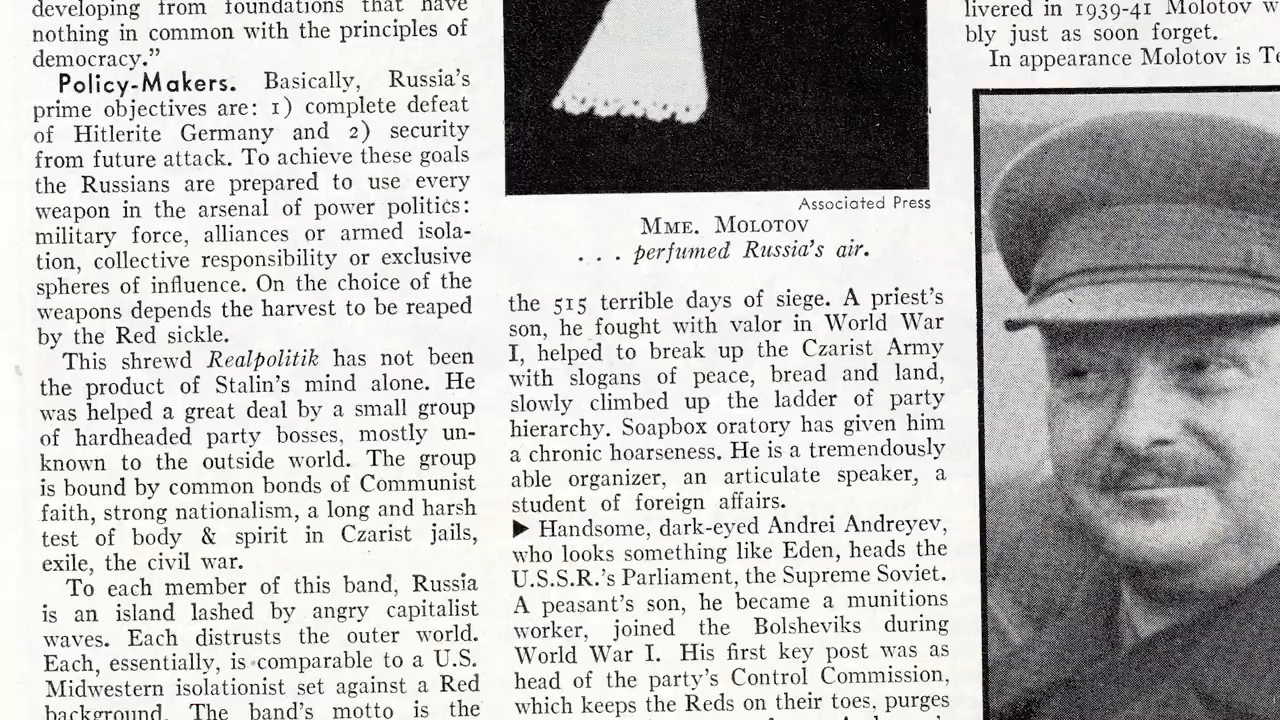 developing from foundations that have
nothing in common with the principles of
democracy."
Policy-Makers. Basically, Russia's
prime objectives are: 1) complete defeat
of Hitlerite Germany and 2) security
from future attack. To achieve these goals
the Russians are prepared to use every
weapon in the arsenal of power politics:
military force, alliances or armed isola-
tion, collective responsibility or exclusive
spheres of influence. On the choice of the
weapons depends the harvest to be reaped
by the Red sickle.
This shrewd Realpolitik has not been
the product of Stalin's mind alone. He
was helped a great deal by a small group
of hardheaded party bosses, mostly un-
known to the outside world. The group
is bound by common bonds of Communist
faith, strong nationalism, a long and harsh
test of body & spirit in Czarist jails,
exile, the civil war.
To each member of this band, Russia
is an island lashed by angry capitalist
waves. Each distrusts the outer world.
Each, essentially, is comparable to a U.S.
Midwestern isolationist set against a Red
background. The band's motto is the
Associated Press
Mme. Molotov
. . . perfumed Russia's air.
the 515 terrible days of siege. A priest's
son, he fought with valor in World War
I, helped to break up the Czarist Army
with slogans of peace, bread and land,
slowly climbed up the ladder of party
hierarchy. Soapbox oratory has given him
a chronic hoarseness. He is a tremendously
able organizer, an articulate speaker, a
student of foreign affairs.
▶ Handsome, dark-eyed Andrei Andreyev,
who looks something like Eden, heads the
U.S.S.R.'s Parliament, the Supreme Soviet.
A peasant's son, he became a munitions
worker, joined the Bolsheviks during
World War I. His first key post was as
head of the party's Control Commission,
which keeps the Reds on their toes, purges
livered in 1939-41 Molotov
bly just as soon forget.
In appearance Molotov is